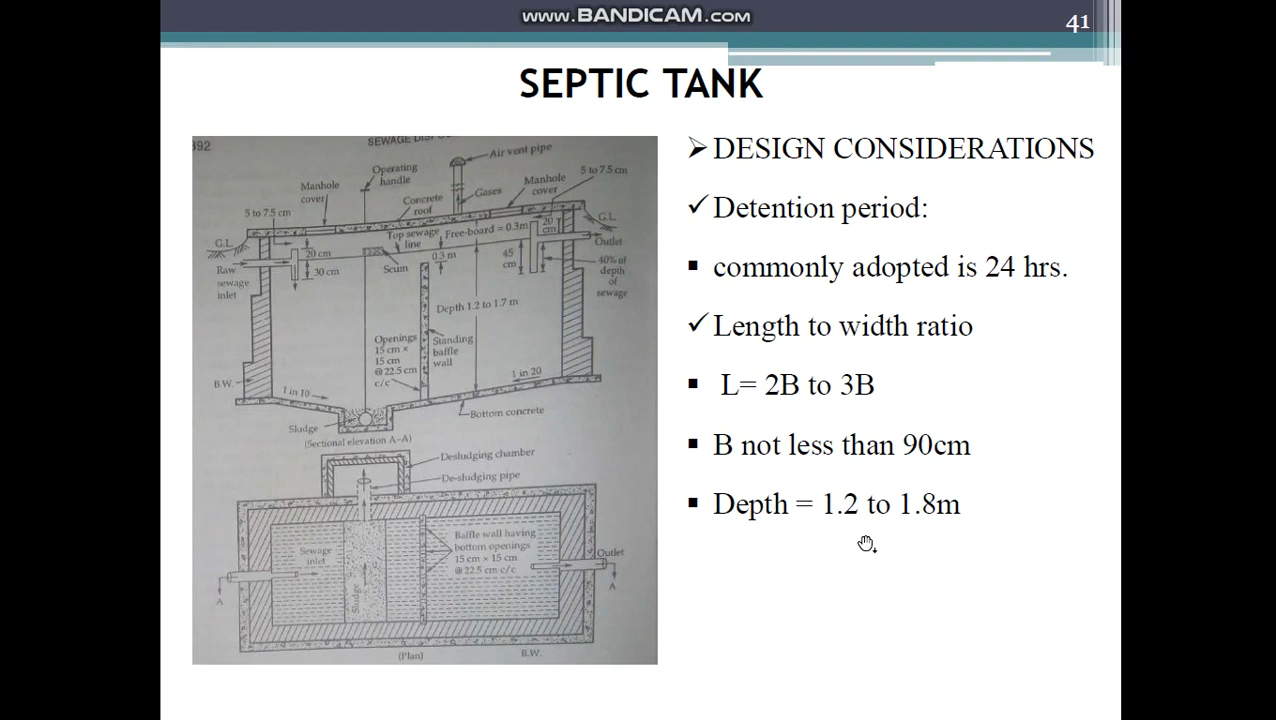 www.BANDICAM.com
41
SEPTIC TANK
392
SEWAGE DISPO
Air vent pipe
Operating
handle
Manhole
cover
Gases
Manhole
cover
5 to 7.5 cm
Concrete
roof
5 to 7.5 cm
G.L.
G.L.
20 cm
Top sewage
line
Free-board = 0.3m
20
cm
Outlet
Raw
sewage
inlet
30 cm
Scum
0.3 m
45
cm
40% of
depth
of
sewage
Depth 1.2 to 1.7 m
Openings
15 cm ×
15 cm
@ 22.5 cm
c/c
Standing
baffle
wall
B.W.
1 in 10
1 in 20
Sludge
Bottom concrete
(Sectional elevation A-A)
Desludging chamber
De-sludging pipe
Sewage
inlet
Baffle wall having
bottom openings
15 cm × 15 cm
@ 22.5 cm c/c
Outlet
A
A
Sludge
(Plan)
B.W.
➢ DESIGN CONSIDERATIONS
✓ Detention period:
▪ commonly adopted is 24 hrs.
✓ Length to width ratio
▪ L= 2B to 3B
▪ B not less than 90cm
▪ Depth = 1.2 to 1.8m